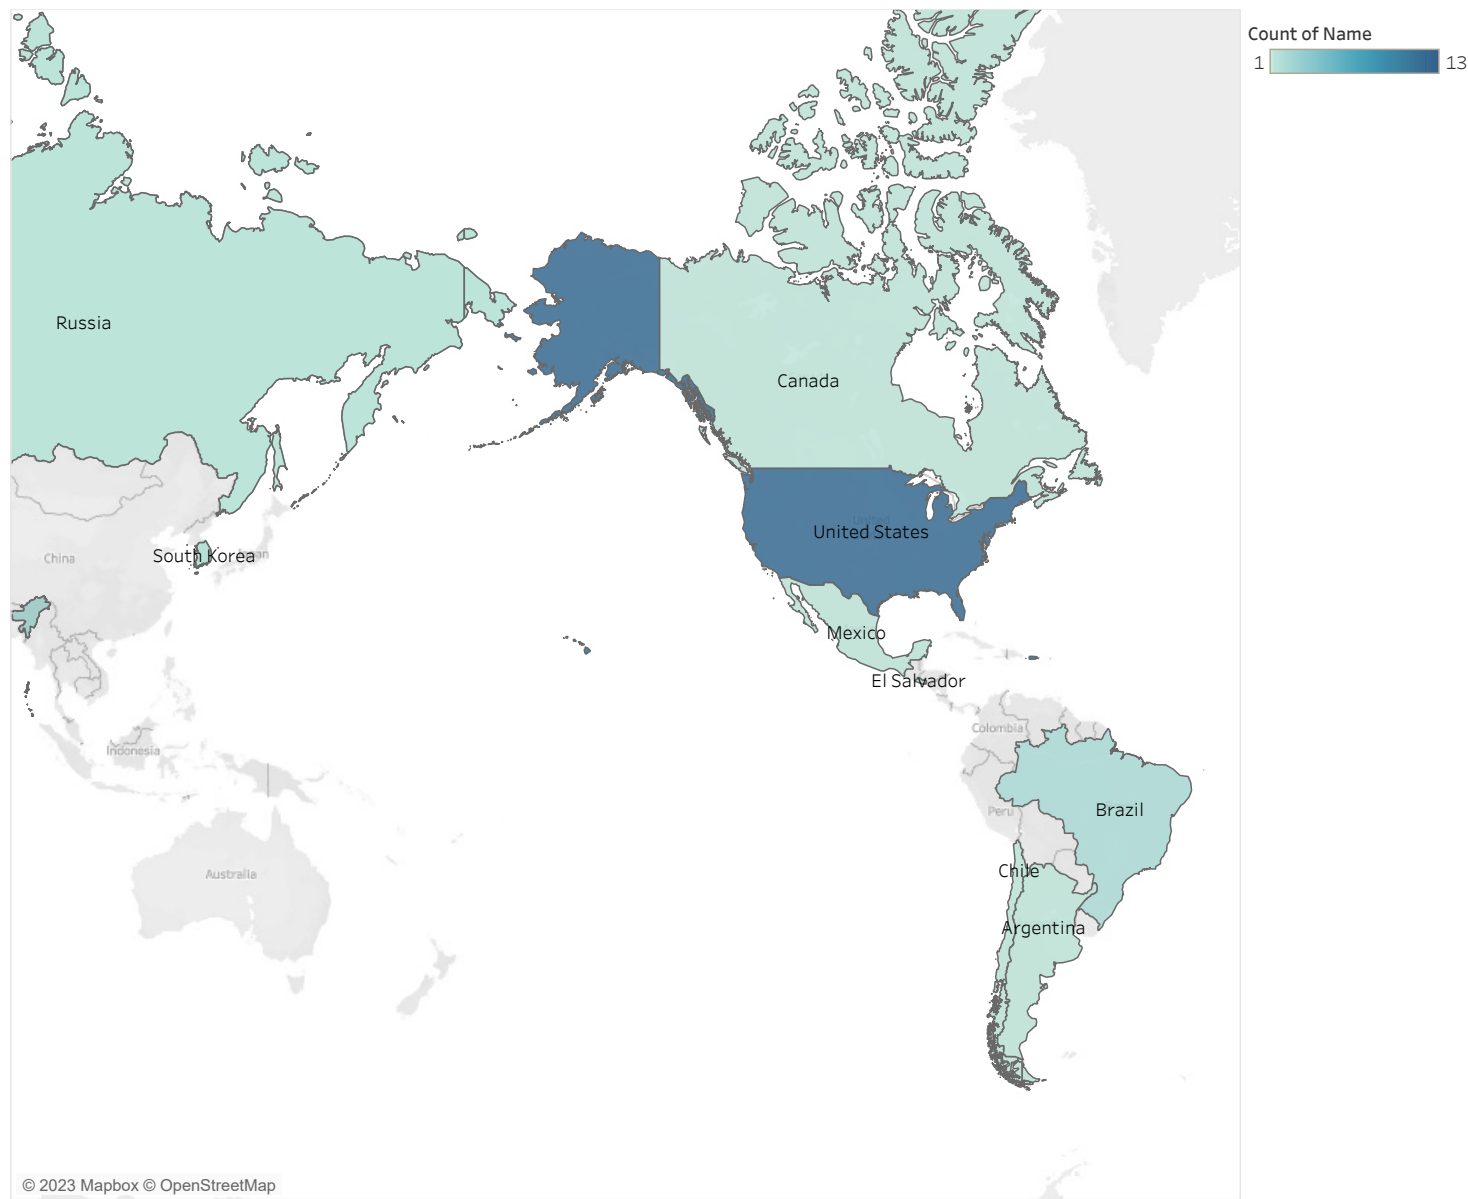 Count of Name
1 13
Russia
Canada
United
United States
South Korea
China
Mexico
El Salvador
Colombia
Indonesia
Brazil
Peru
Australia
Chile
Argentina
© 2023 Mapbox © OpenStreetMap